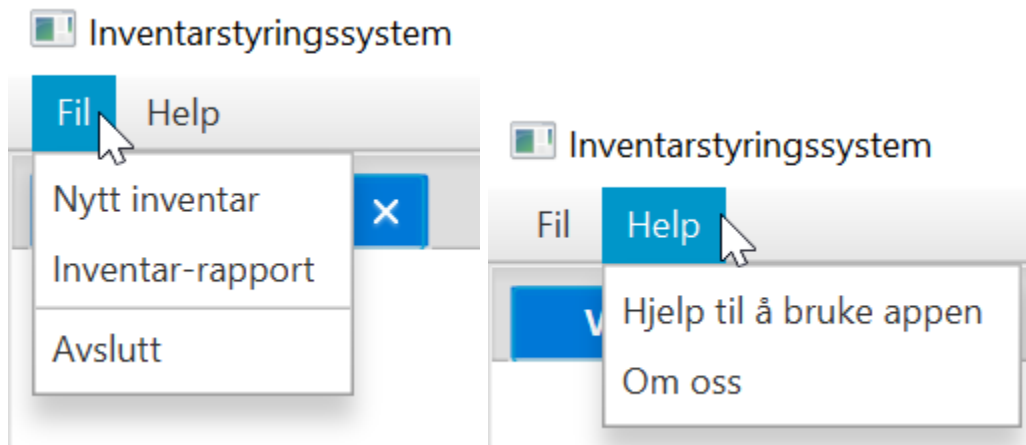 Inventarstyringssystem
Fil Help
Nytt inventar
Inventar-rapport
Avslutt
Inventarstyringssystem
Fil Help
Hjelp til å bruke appen
Om oss